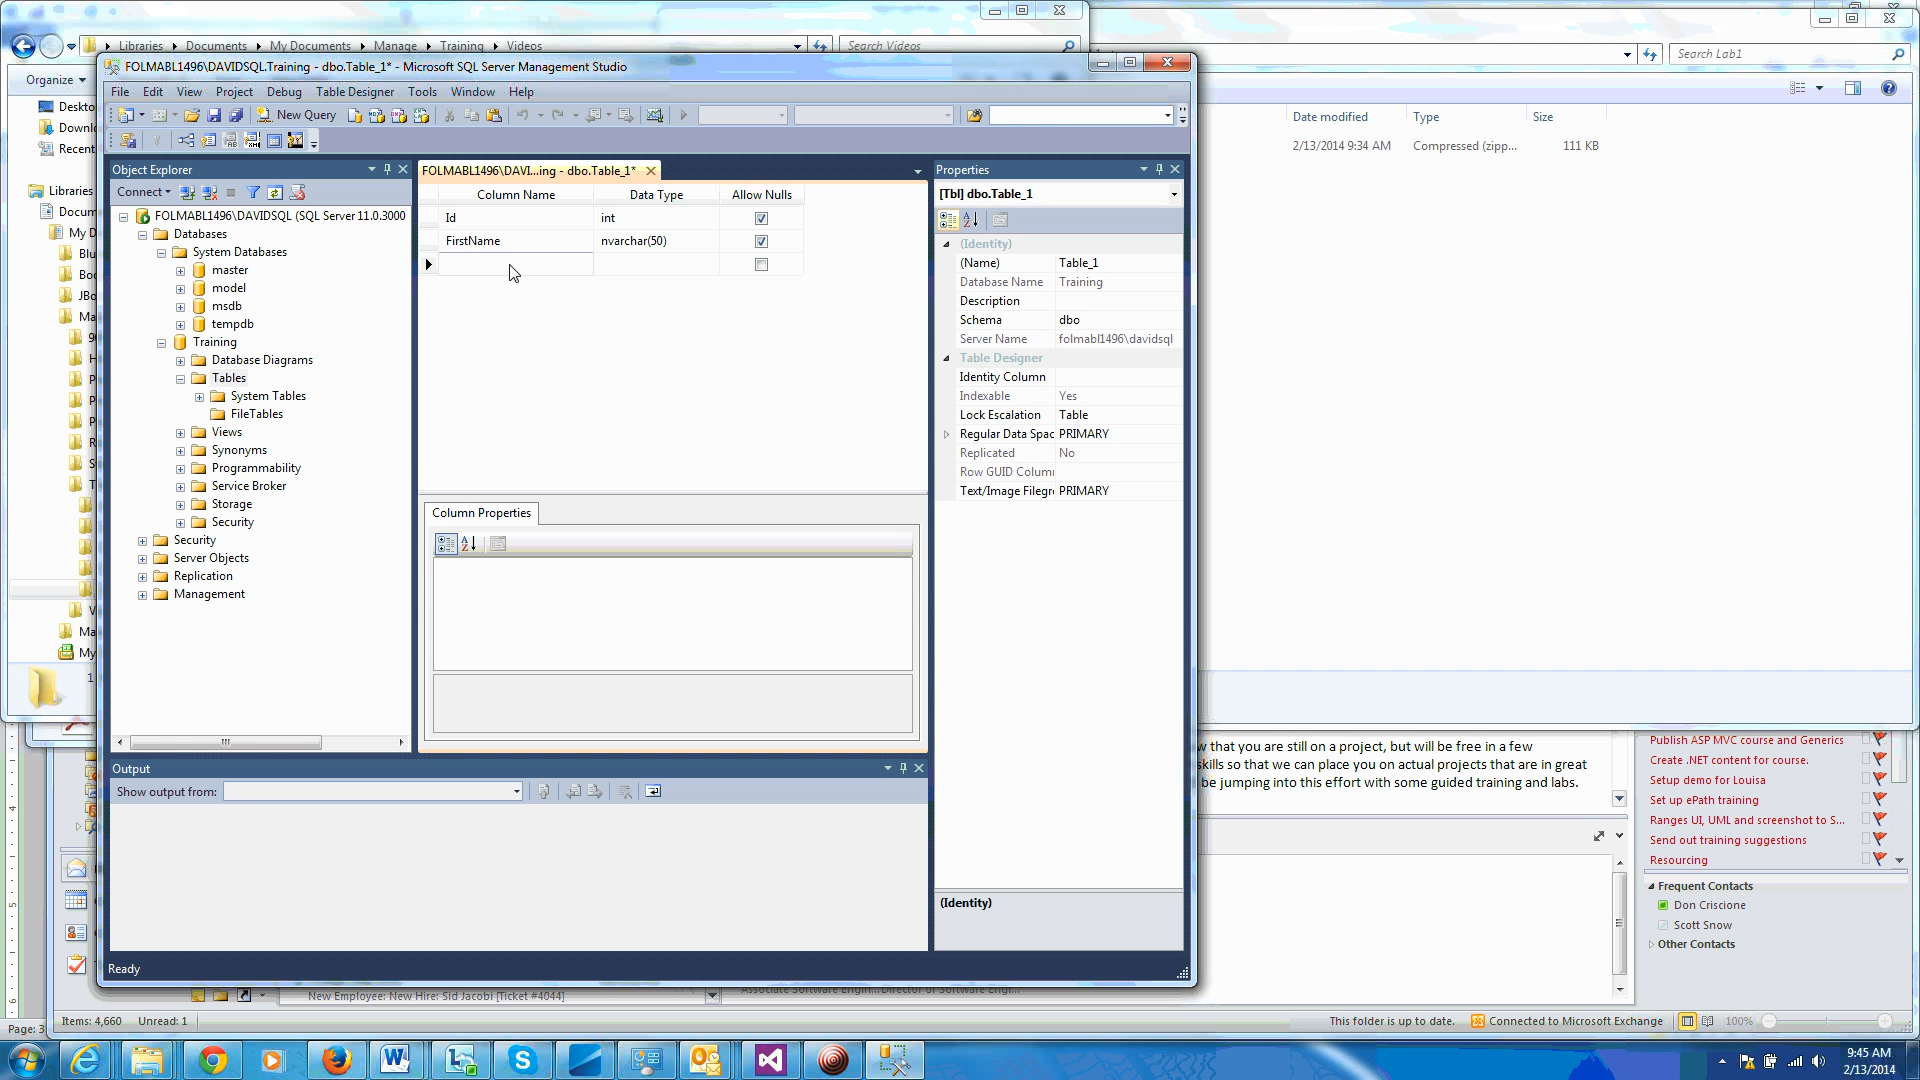 Libraries Documents My Documents Manage Training Videos
Search Videos
Search Lab1
Organize
FOLMABL1496\DAVIDSQL.Training - dbo.Table_1* - Microsoft SQL Server Management Studio
File Edit View Project Debug Table Designer Tools Window Help
New Query
Date modified Type Size
2/13/2014 9:34 AM Compressed (zipp... 111 KB
Recent
Libraries
Object Explorer
Connect
FOLMABL1496\DAVIDSQL (SQL Server 11.0.3000
Databases
System Databases
master
model
msdb
tempdb
Training
Database Diagrams
Tables
System Tables
FileTables
Views
Synonyms
Programmability
Service Broker
Storage
Security
Security
Server Objects
Replication
Management
FOLMABL1496\DAVI...ing - dbo.Table_1*
Column Name Data Type Allow Nulls
Id int
FirstName nvarchar(50)
Column Properties
Properties
[Tbl] dbo.Table_1
(Identity)
(Name) Table_1
Database Name Training
Description
Schema dbo
Server Name folmabl1496\davidsql
Table Designer
Identity Column
Indexable Yes
Lock Escalation Table
Regular Data Spac PRIMARY
Replicated No
Row GUID Column
Text/Image Filegr PRIMARY
(Identity)
Output
Show output from:
Ready
w that you are still on a project, but will be free in a few
skills so that we can place you on actual projects that are in great
be jumping into this effort with some guided training and labs.
Publish ASP MVC course and Generics
Create .NET content for course.
Setup demo for Louisa
Set up ePath training
Ranges UI, UML and screenshot to S...
Send out training suggestions
Resourcing
Frequent Contacts
Don Criscione
Scott Snow
Other Contacts
New Employee: New Hire: Sid Jacobi [Ticket #4044]
Associate Software Engin...Director of Software Engi...
Page: 3
Items: 4,660 Unread: 1
This folder is up to date. Connected to Microsoft Exchange 100%
9:45 AM
2/13/2014